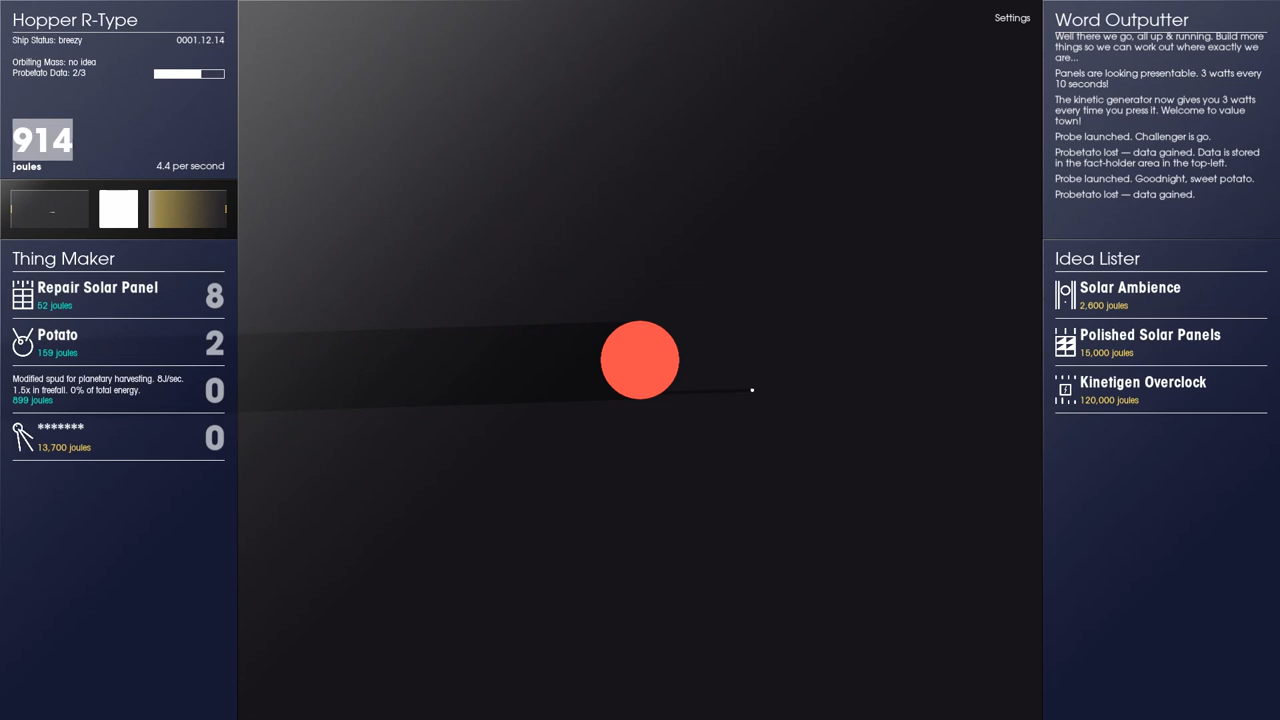 Hopper R-Type
Ship Status: breezy
0001.12.14
Orbiting Mass: no idea
Probetato Data: 2/3
914
joules
4.4 per second
Thing Maker
Repair Solar Panel
52 joules
8
Potato
159 joules
2
Modified spud for planetary harvesting. 8J/sec.
1.5x in freefall. 0% of total energy.
899 joules
0
*******
13,700 joules
0
Settings
Word Outputter
Well there we go, all up & running. Build more
things so we can work out where exactly we
are...
Panels are looking presentable. 3 watts every
10 seconds!
The kinetic generator now gives you 3 watts
every time you press it. Welcome to value
town!
Probe launched. Challenger is go.
Probetato lost — data gained. Data is stored
in the fact-holder area in the top-left.
Probe launched. Goodnight, sweet potato.
Probetato lost — data gained.
Idea Lister
Solar Ambience
2,600 joules
Polished Solar Panels
15,000 joules
Kinetigen Overclock
120,000 joules